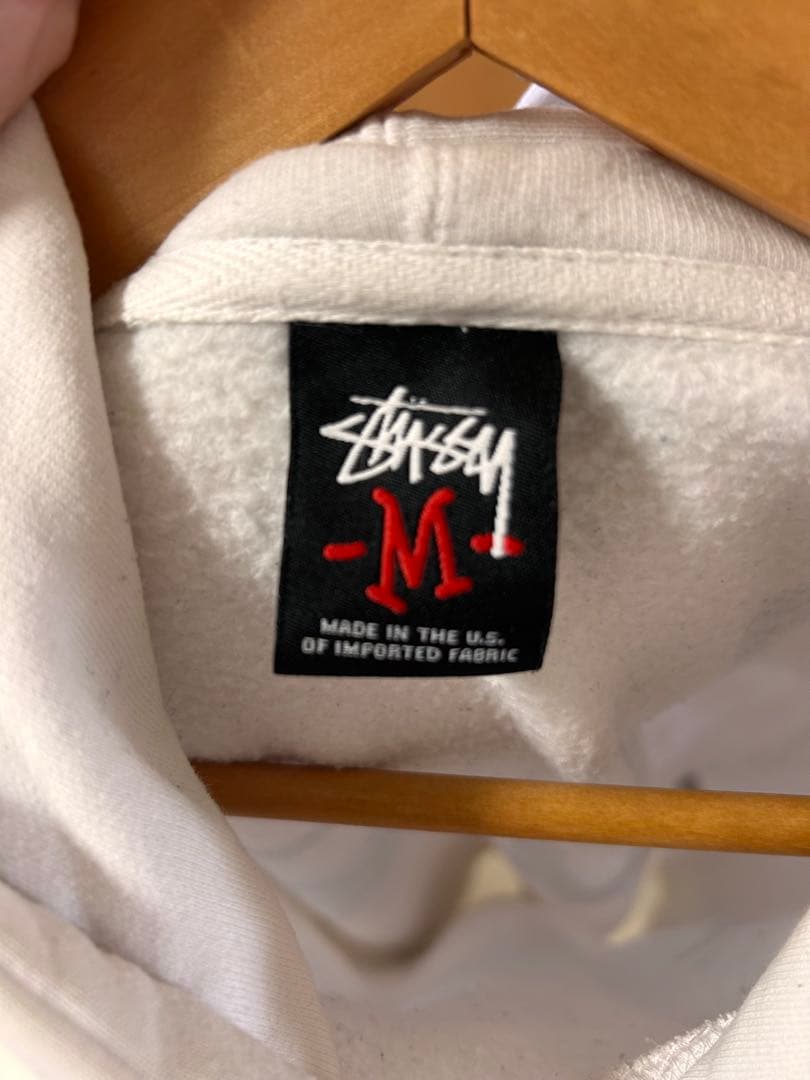 Stüssy
-M-
MADE IN THE U.S.
OF IMPORTED FABRIC